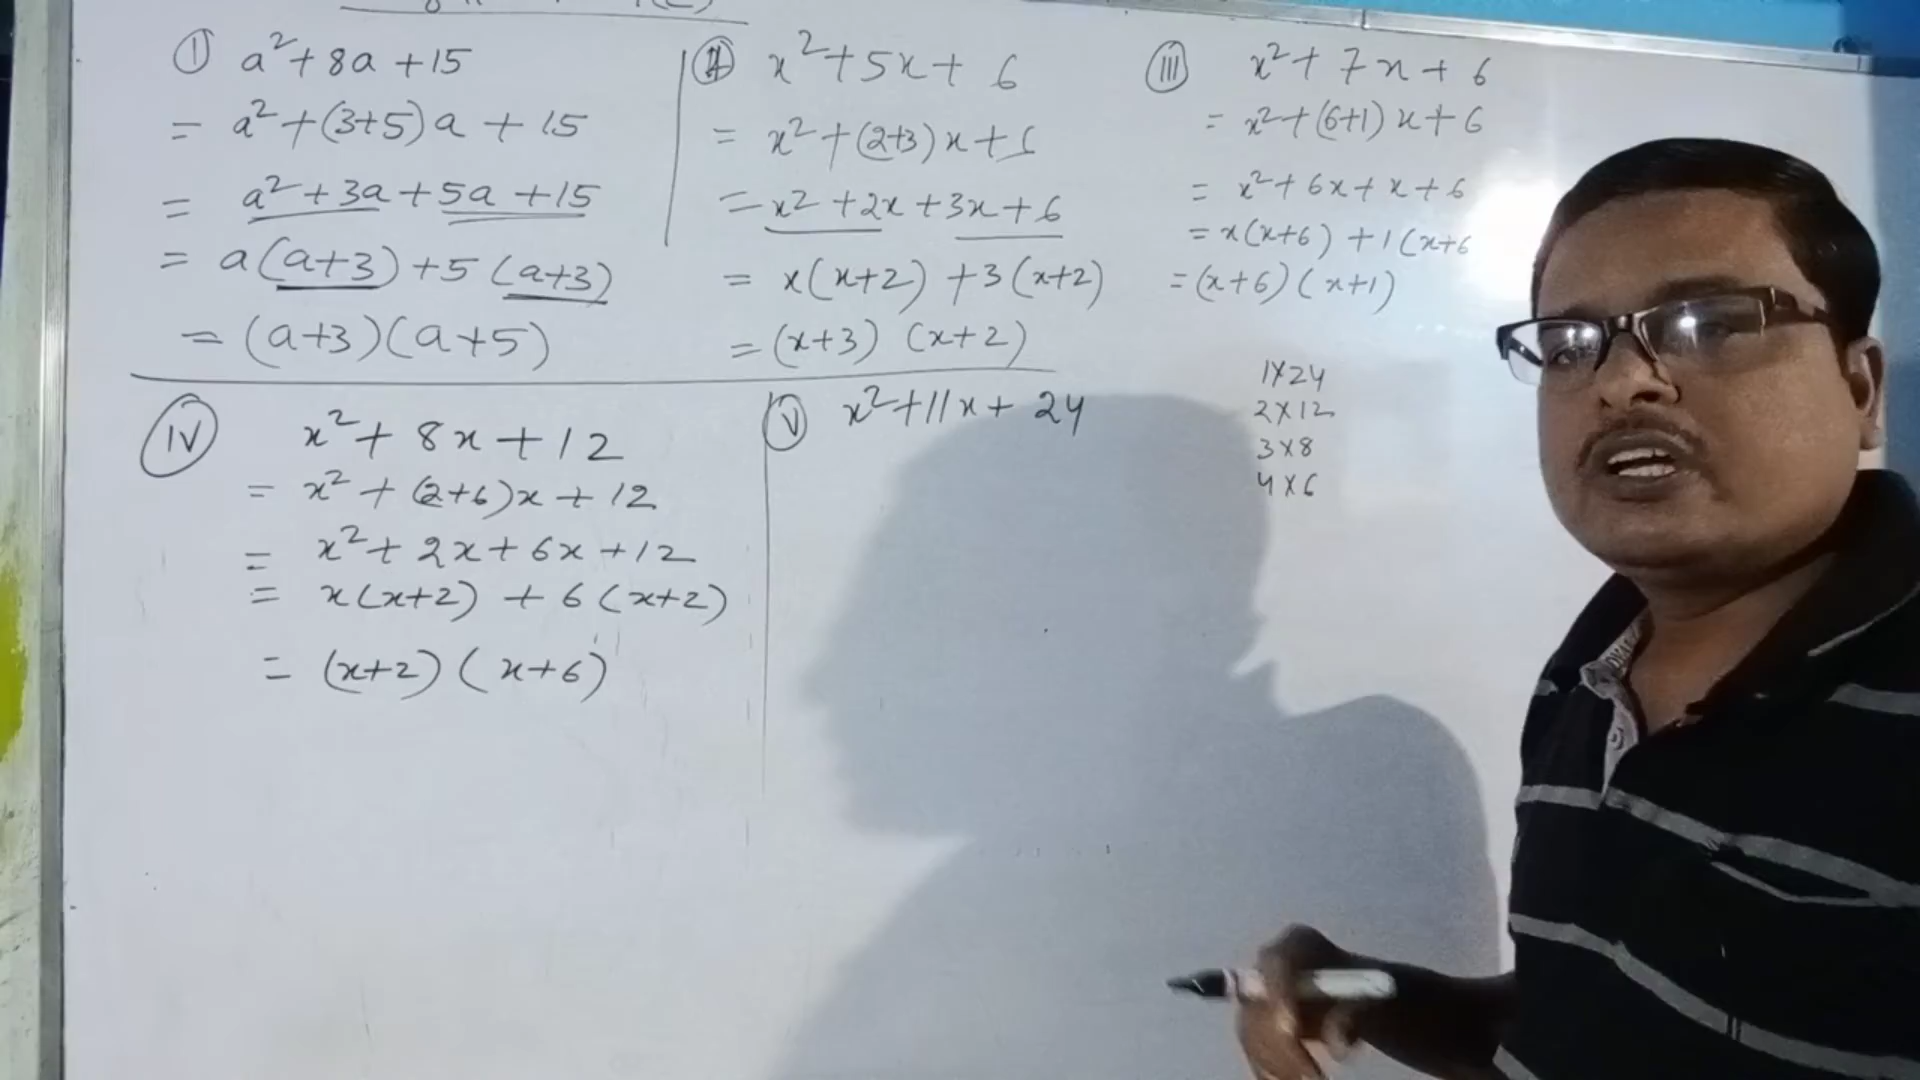 ① a²+8a+15
= a²+(3+5)a+15
= a²+3a+5a+15
= a(a+3)+5(a+3)
= (a+3)(a+5)
Ⅱ x²+5x+6
= x²+(2+3)x+6
= x²+2x+3x+6
= x(x+2)+3(x+2)
= (x+3)(x+2)
Ⅲ x²+7x+6
= x²+(6+1)x+6
= x²+6x+x+6
= x(x+6)+1(x+6
= (x+6)(x+1)
Ⅳ x²+8x+12
= x²+(2+6)x+12
= x²+2x+6x+12
= x(x+2)+6(x+2)
= (x+2)(x+6)
Ⅴ x²+11x+24
1×24
2×12
3×8
4×6